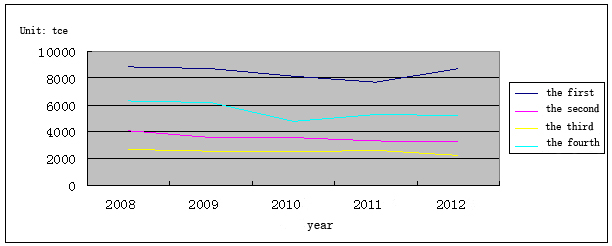 Unit: tce
10000
8000
6000
4000
2000
0
2008 2009 2010 2011 2012
year
the first
the second
the third
the fourth